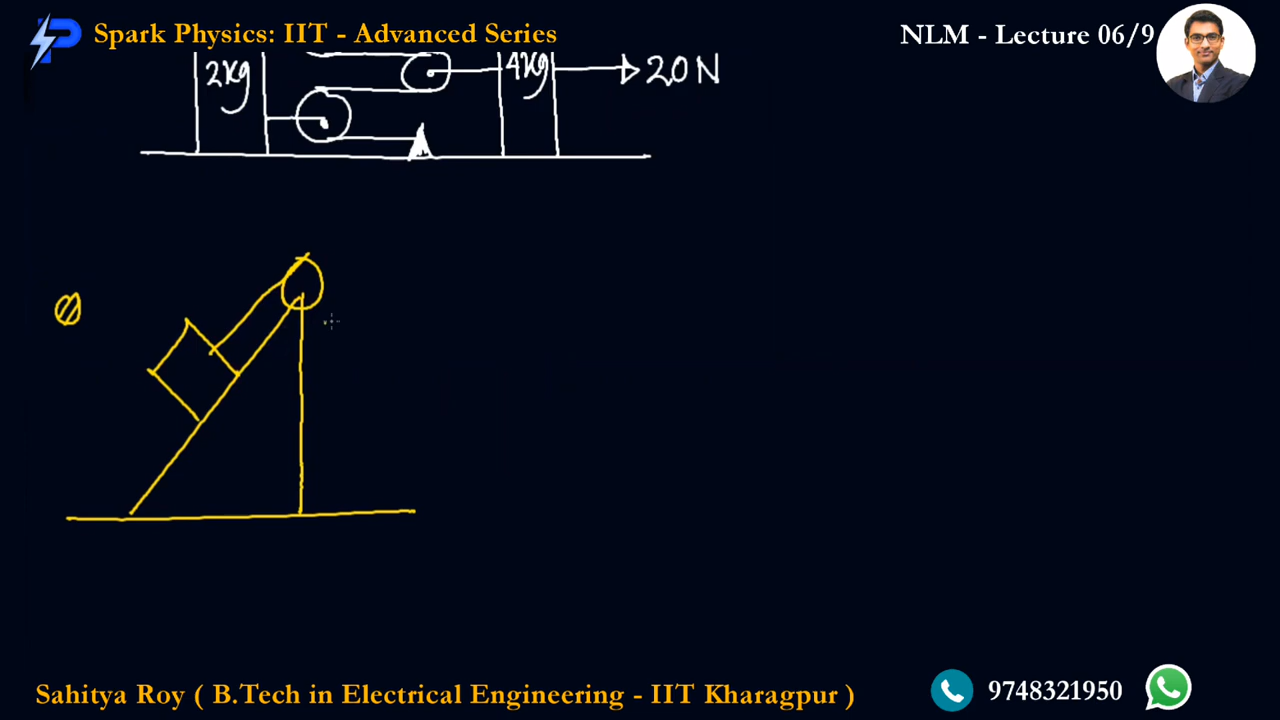 Spark Physics: IIT - Advanced Series
NLM - Lecture 06/9
2kg
4kg
20N
Sahitya Roy ( B.Tech in Electrical Engineering - IIT Kharagpur )
9748321950